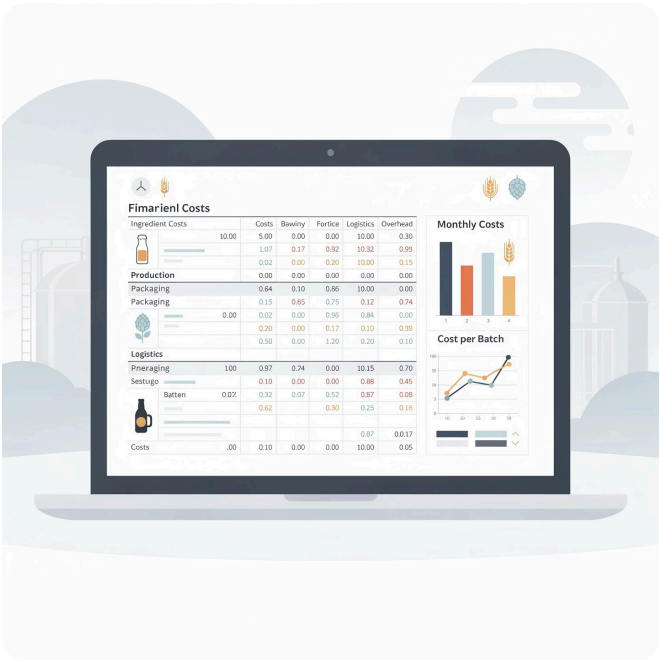 Fimarienl Costs
Ingredient Costs Costs Bawiny Fortice Logistics Overhead
10.00 5.00 0.00 0.00 10.00 0.30
1.07 0.17 0.92 10.32 0.99
0.02 0.00 0.20 10.00 0.15
Production 0.00 0.00 0.00 0.00 0.00
Packaging 0.64 0.10 0.86 10.00 0.00
Packaging 0.15 0.65 0.75 0.12 0.74
0.00 0.02 0.00 0.96 0.84 0.00
0.20 0.00 0.17 0.10 0.39
0.50 0.00 1.20 0.20 0.10
Logistics
Pneraging 100 0.97 0.74 0.00 10.15 0.70
Sestugo 0.10 0.00 0.00 0.88 0.45
Batten 0.0% 0.32 0.07 0.52 0.87 0.08
0.62 0.30 0.25 0.16
0.87 0.0.17
Costs .00 0.10 0.00 0.00 10.00 0.05
Monthly Costs
1 2 3 4
Cost per Batch
100
0